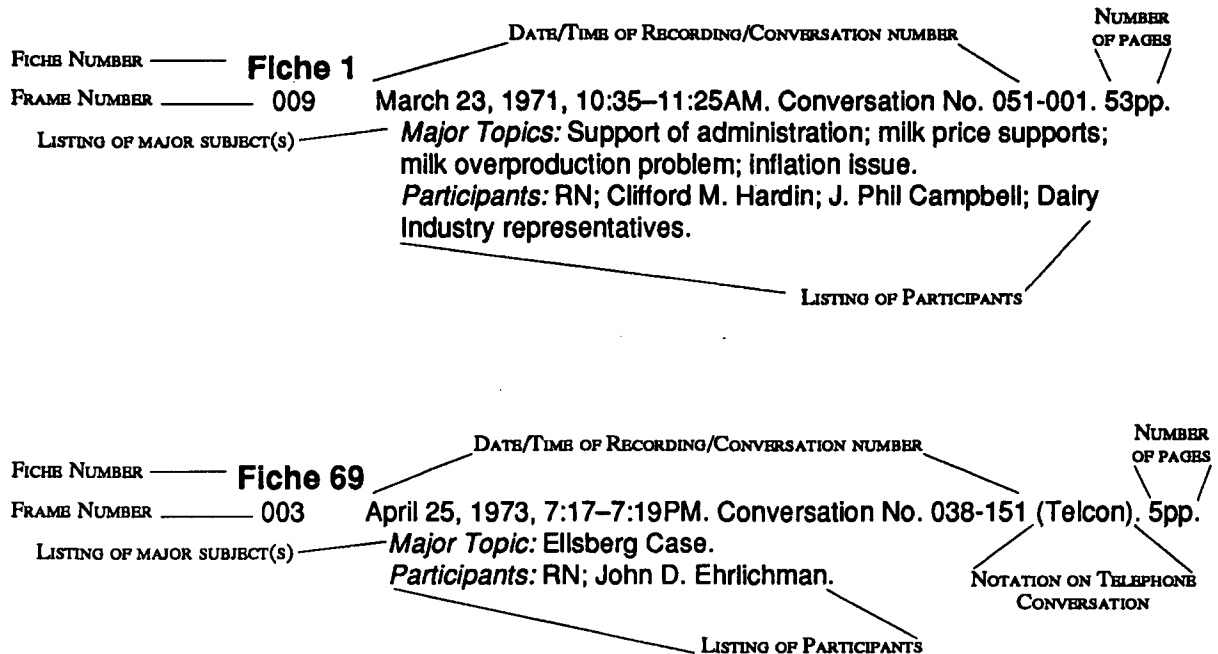 NUMBER
OF PAGES
DATE/TIME OF RECORDING/CONVERSATION NUMBER
FICHE NUMBER Fiche 1
FRAME NUMBER 009 March 23, 1971, 10:35–11:25AM. Conversation No. 051-001. 53pp.
LISTING OF MAJOR SUBJECT(S) Major Topics: Support of administration; milk price supports;
milk overproduction problem; inflation issue.
Participants: RN; Clifford M. Hardin; J. Phil Campbell; Dairy
Industry representatives.
LISTING OF PARTICIPANTS
NUMBER
OF PAGES
DATE/TIME OF RECORDING/CONVERSATION NUMBER
FICHE NUMBER Fiche 69
FRAME NUMBER 003 April 25, 1973, 7:17–7:19PM. Conversation No. 038-151 (Telcon). 5pp.
LISTING OF MAJOR SUBJECT(S) Major Topic: Ellsberg Case.
Participants: RN; John D. Ehrlichman.
NOTATION ON TELEPHONE
CONVERSATION
LISTING OF PARTICIPANTS